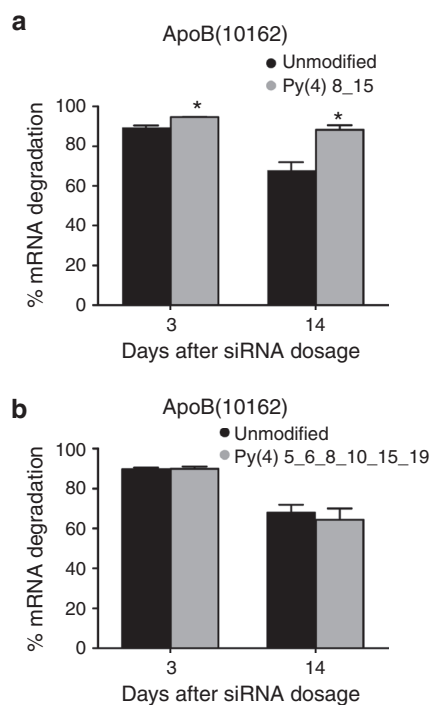 a
ApoB(10162)
Unmodified
Py(4) 8_15
% mRNA degradation
100
80
60
40
20
0
*
*
3
14
Days after siRNA dosage
b
ApoB(10162)
Unmodified
Py(4) 5_6_8_10_15_19
% mRNA degradation
100
80
60
40
20
0
3
14
Days after siRNA dosage